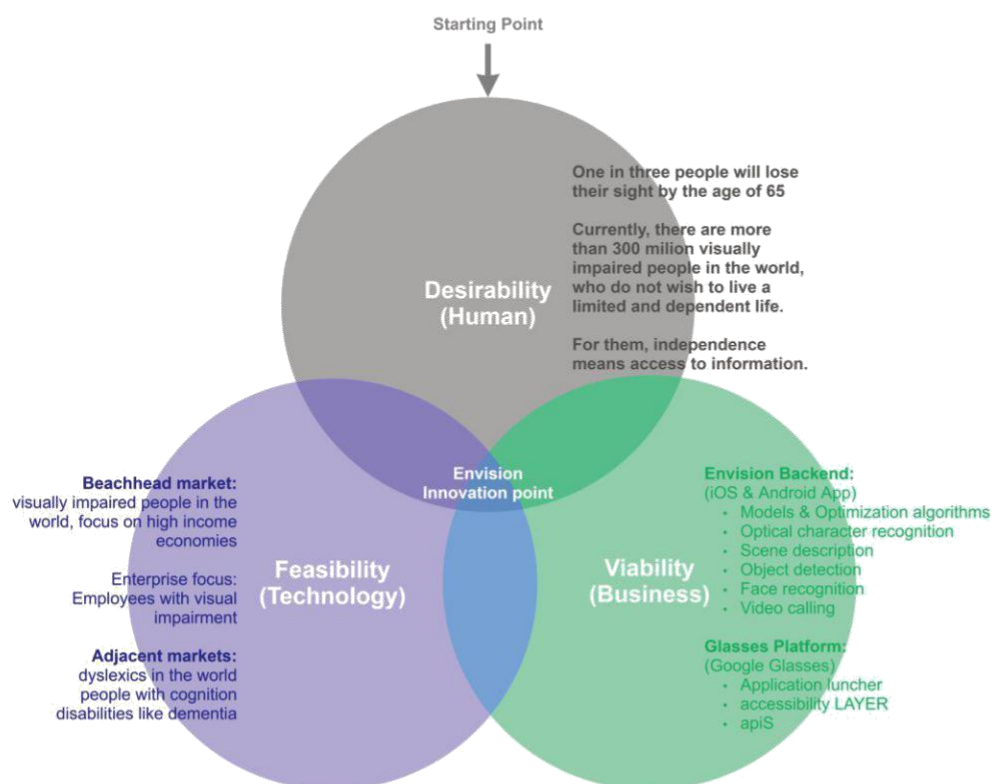 Starting Point
One in three people will lose
their sight by the age of 65
Currently, there are more
than 300 milion visually
impaired people in the world,
who do not wish to live a
limited and dependent life.
For them, independence
means access to information.
Desirability
(Human)
Envision
Innovation point
Beachhead market:
visually impaired people in the
world, focus on high income
economies
Enterprise focus:
Employees with visual
impairment
Adjacent markets:
dyslexics in the world
people with cognition
disabilities like dementia
Feasibility
(Technology)
Viability
(Business)
Envision Backend:
(iOS & Android App)
• Models & Optimization algorithms
• Optical character recognition
• Scene description
• Object detection
• Face recognition
• Video calling
Glasses Platform:
(Google Glasses)
• Application luncher
• accessibility LAYER
• apiS